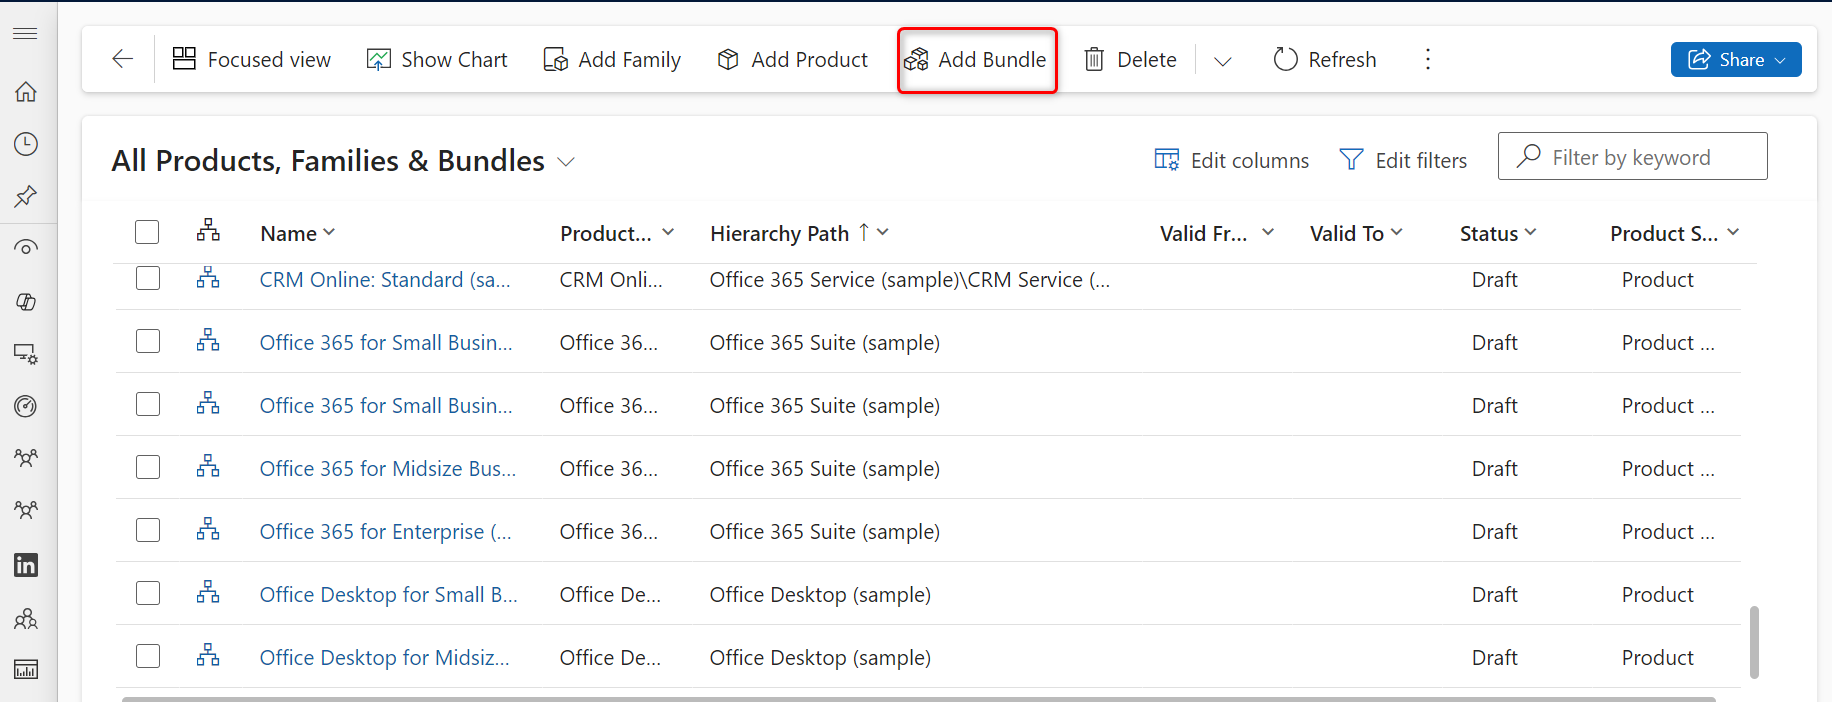 Focused view Show Chart Add Family Add Product Add Bundle Delete Refresh Share
All Products, Families & Bundles Edit columns Edit filters Filter by keyword
Name Product... Hierarchy Path ↑ Valid Fr... Valid To Status Product S...
CRM Online: Standard (sa... CRM Onli... Office 365 Service (sample)\CRM Service (... Draft Product
Office 365 for Small Busin... Office 36... Office 365 Suite (sample) Draft Product ...
Office 365 for Small Busin... Office 36... Office 365 Suite (sample) Draft Product ...
Office 365 for Midsize Bus... Office 36... Office 365 Suite (sample) Draft Product ...
Office 365 for Enterprise (... Office 36... Office 365 Suite (sample) Draft Product ...
in
Office Desktop for Small B... Office De... Office Desktop (sample) Draft Product
Office Desktop for Midsiz... Office De... Office Desktop (sample) Draft Product